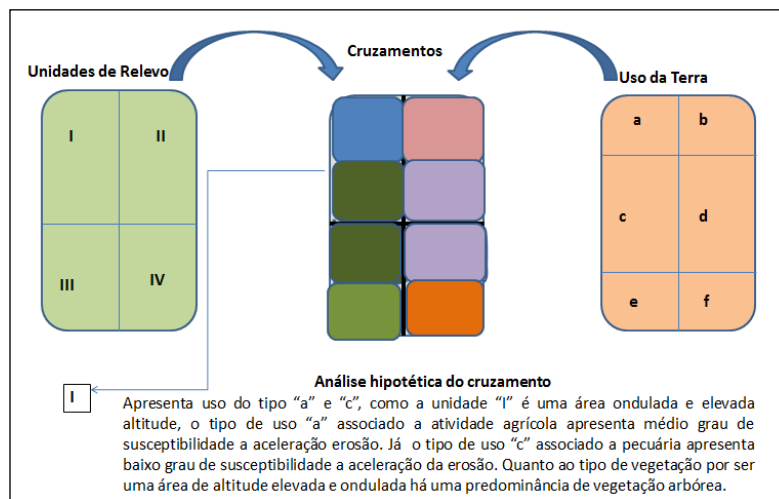 Cruzamentos
Unidades de Relevo
Uso da Terra
I
II
III
IV
a
b
c
d
e
f
I
Análise hipotética do cruzamento
Apresenta uso do tipo “a” e “c”, como a unidade “I” é uma área ondulada e elevada
altitude, o tipo de uso “a” associado a atividade agrícola apresenta médio grau de
susceptibilidade a aceleração erosão. Já o tipo de uso “c” associado a pecuária apresenta
baixo grau de susceptibilidade a aceleração da erosão. Quanto ao tipo de vegetação por ser
uma área de altitude elevada e ondulada há uma predominância de vegetação arbórea.